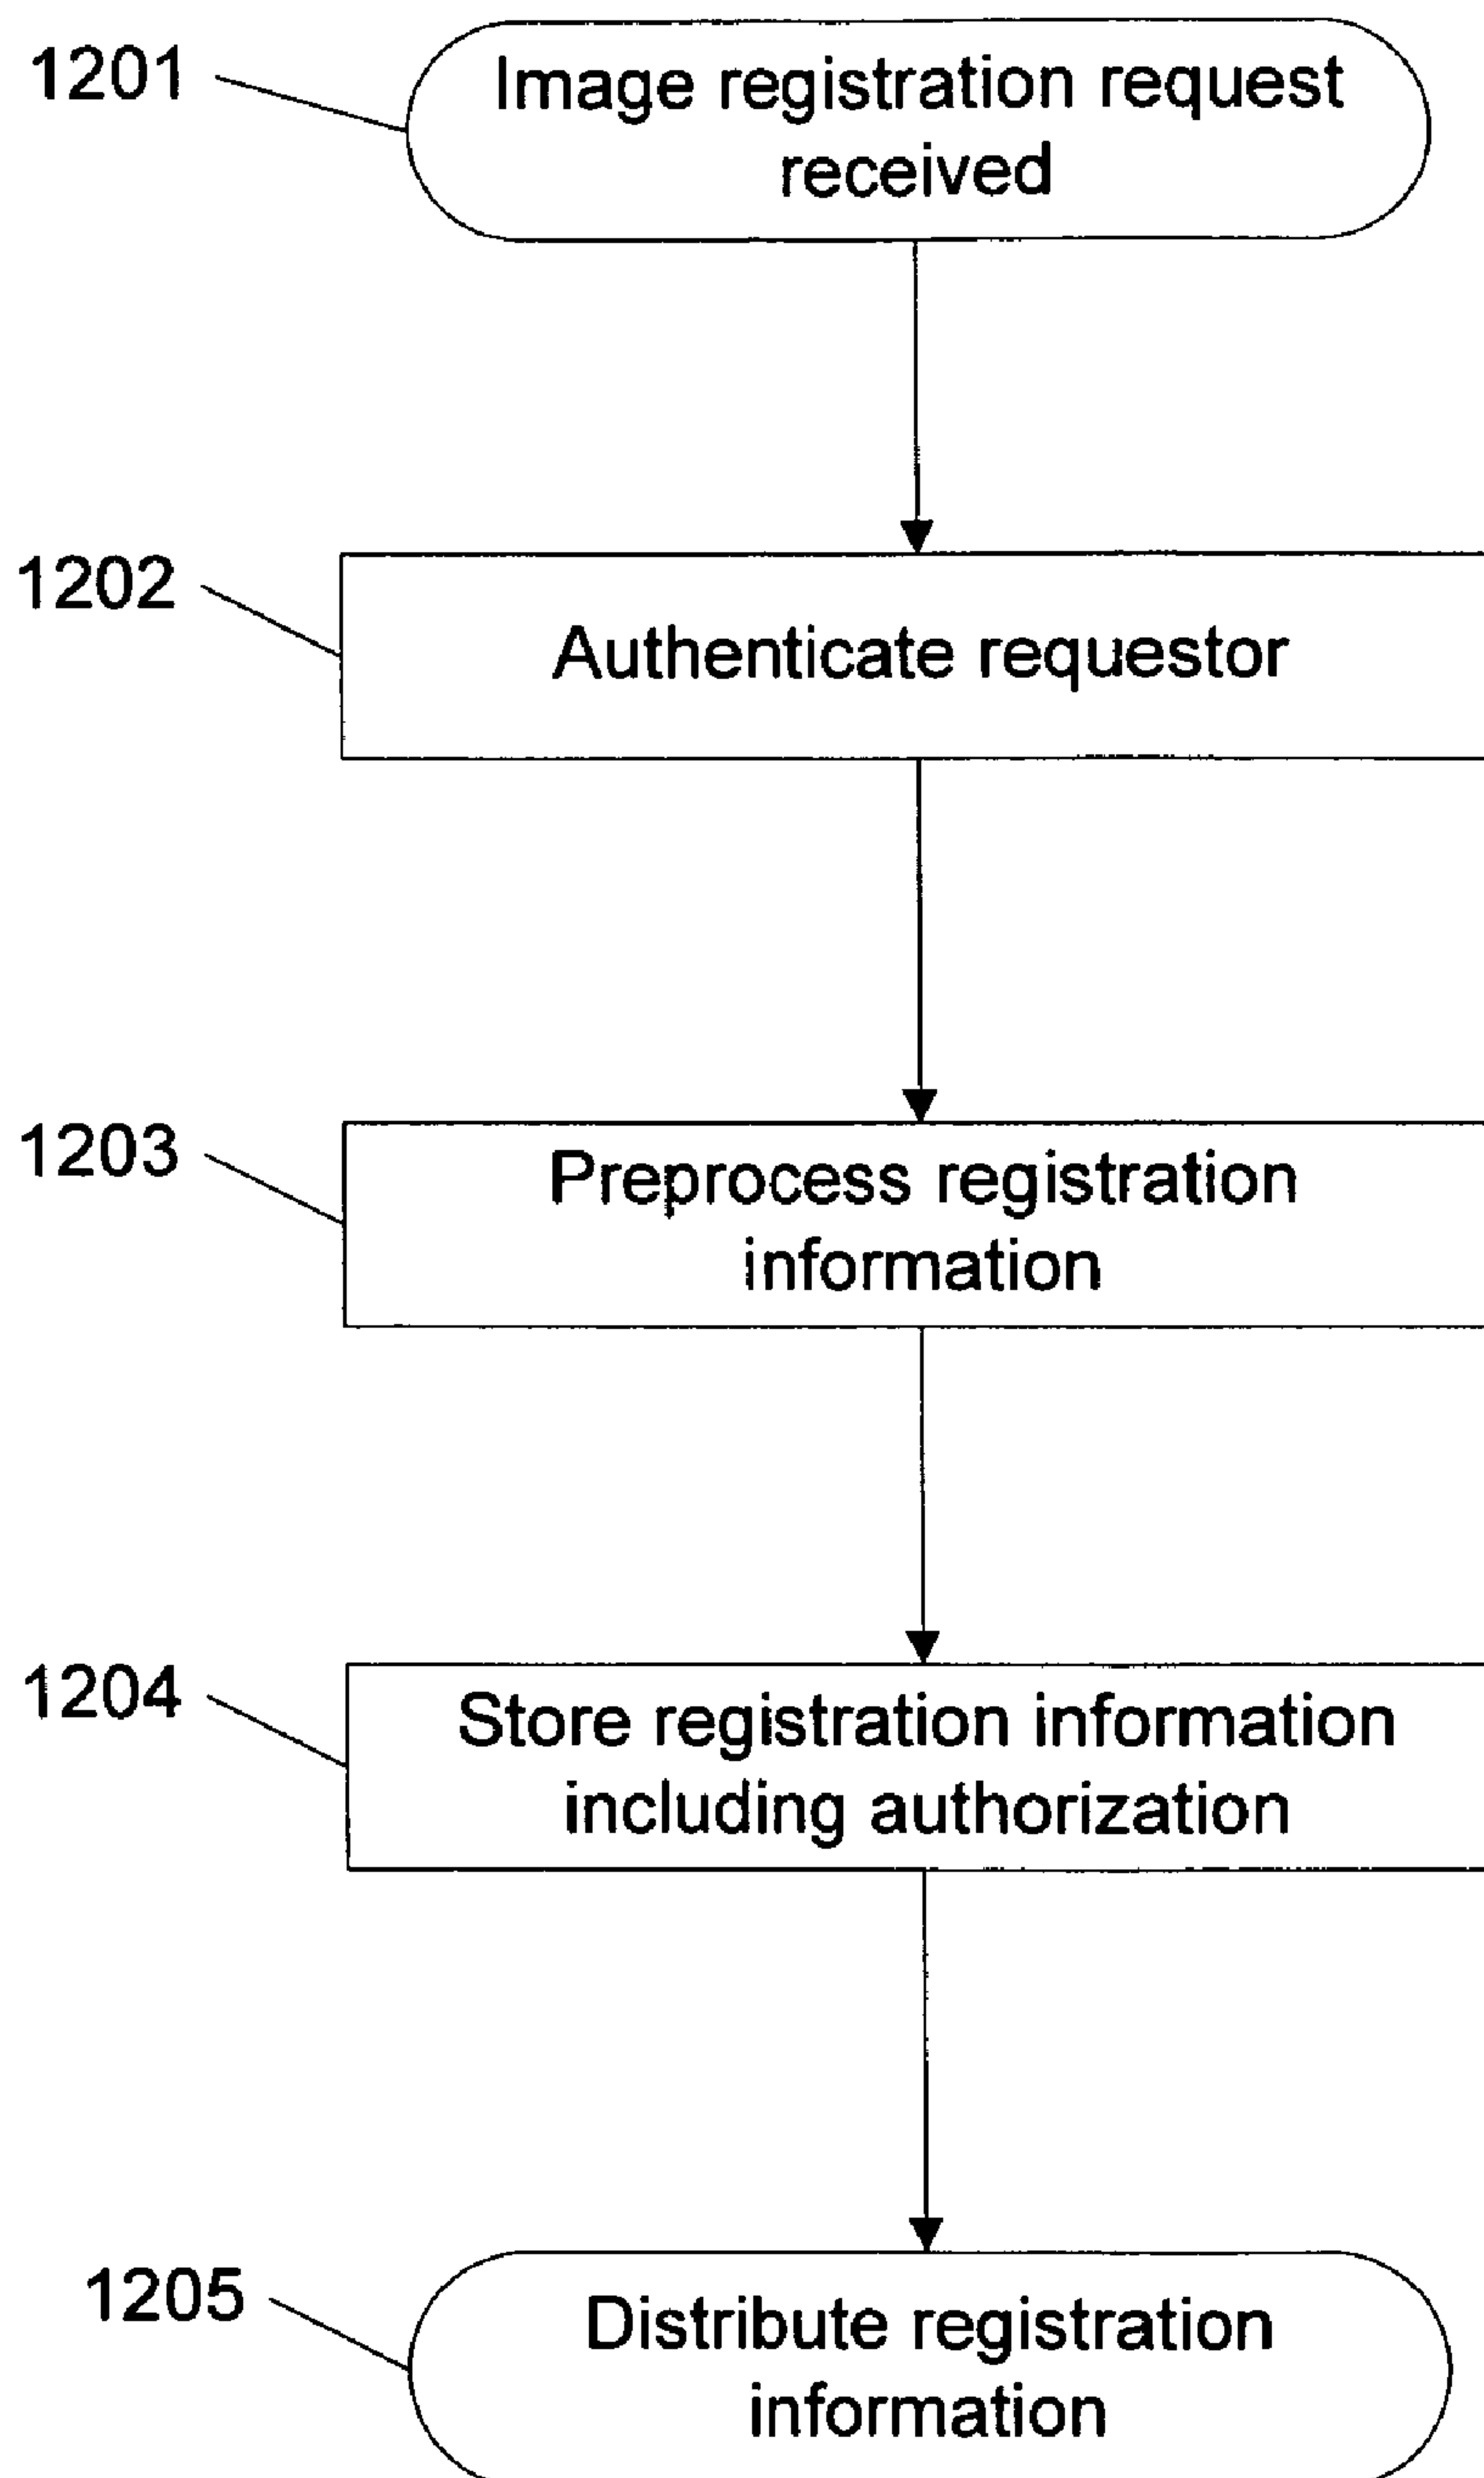 1201
Image registration request
received
1202
Authenticate requestor
1203
Preprocess registration
information
1204
Store registration information
including authorization
1205
Distribute registration
information